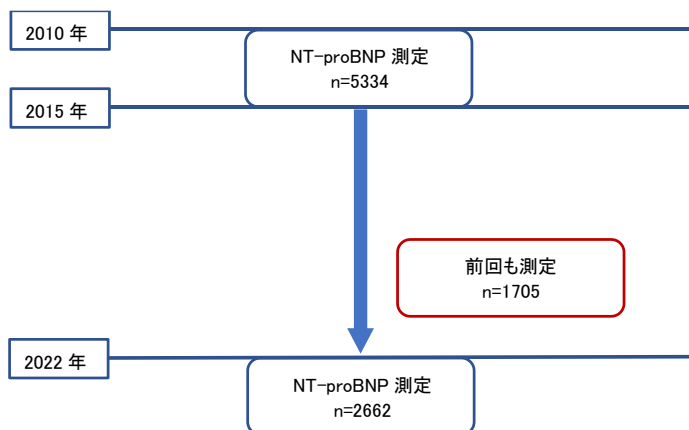 2010 年
NT-proBNP 測定
n=5334
2015 年
前回も測定
n=1705
2022 年
NT-proBNP 測定
n=2662